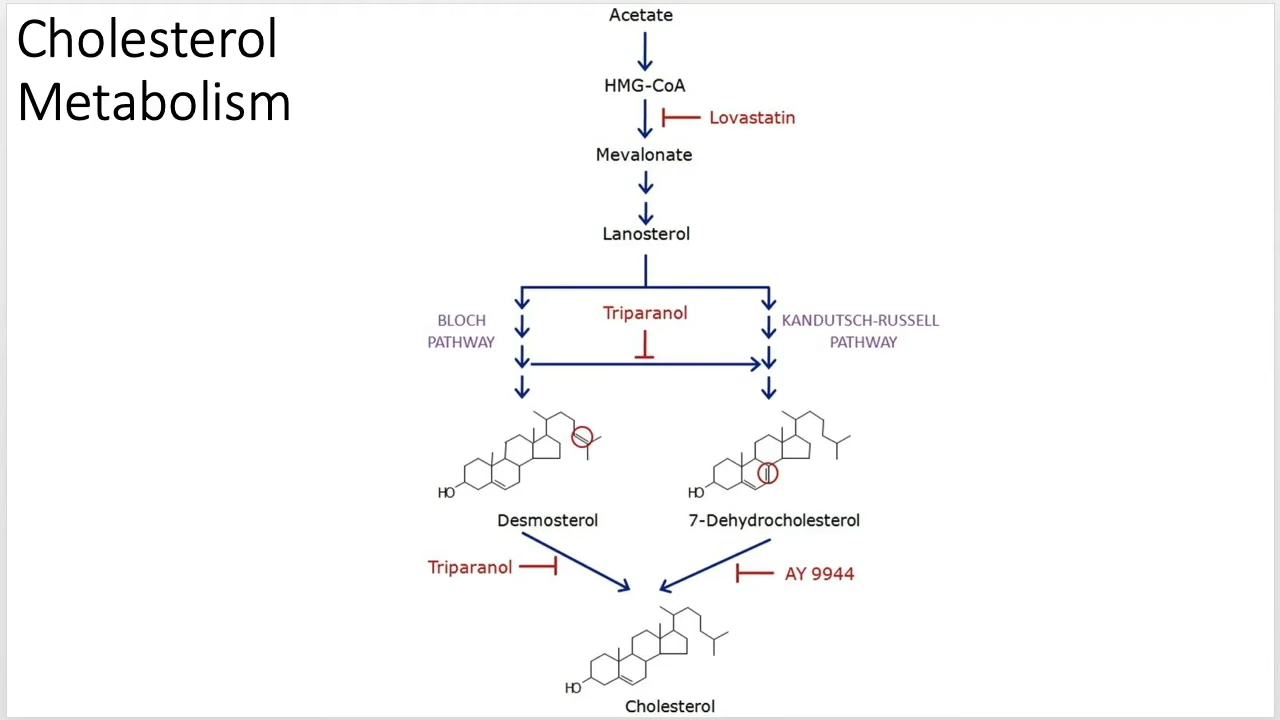 Cholesterol
Metabolism
Acetate
HMG-CoA
Lovastatin
Mevalonate
Lanosterol
BLOCH
PATHWAY
Triparanol
KANDUTSCH-RUSSELL
PATHWAY
HO
HO
Desmosterol
7-Dehydrocholesterol
Triparanol
AY 9944
HO
Cholesterol